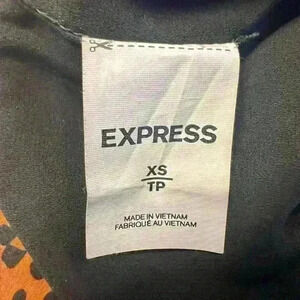 EXPRESS
XS
TP
MADE IN VIETNAM
FABRIQUÉ AU VIETNAM